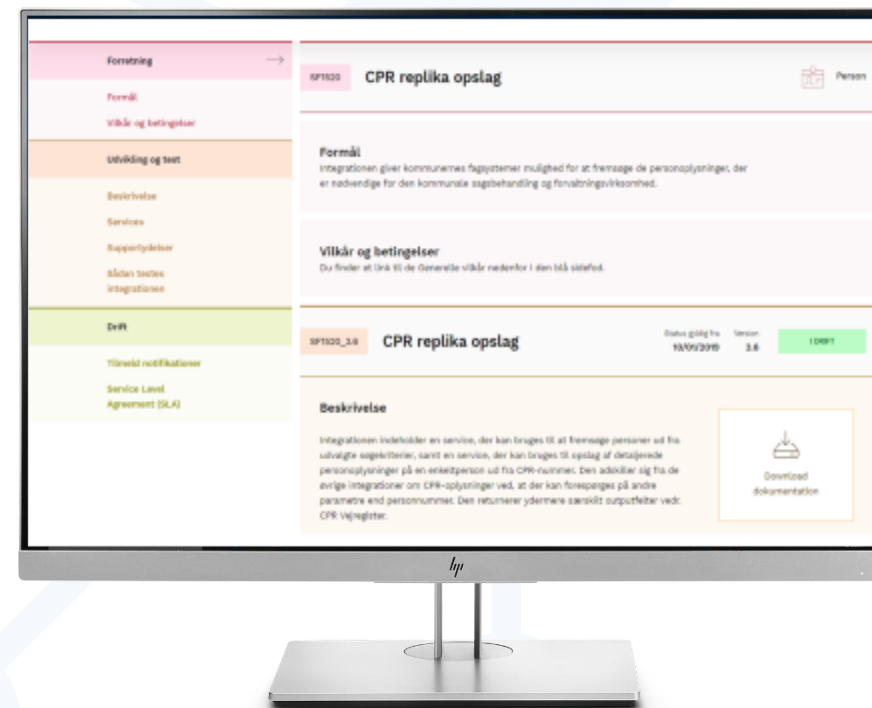 Forretning
Formål
Vilkår og betingelser
Udvikling og test
Beskrivelse
Services
Supportydelser
Sådan testes
integrationen
Drift
Tilmeld notifikationer
Service Level
Agreement (SLA)
SF1520 CPR replika opslag Person
Formål
Integrationen giver kommunernes fagsystemer mulighed for at fremsøge de personoplysninger, der
er nødvendige for den kommunale sagsbehandling og forvaltningsvirksomhed.
Vilkår og betingelser
Du finder et link til de Generelle vilkår nedenfor i den blå sidefod.
SF1520_3.6 CPR replika opslag
Status gyldig fra Version
10/01/2019 3.6 I DRIFT
Beskrivelse
Integrationen indeholder en service, der kan bruges til at fremsøge personer ud fra
udvalgte søgekriterier, samt en service, der kan bruges til opslag af detaljerede
personoplysninger på en enkeltperson ud fra CPR-nummer. Den adskiller sig fra de
øvrige integrationer om CPR-oplysninger ved, at der kan forespørges på andre
parametre end personnummer. Den returnerer ydermere særskilt outputfelter vedr.
CPR Vejregister.
Download
dokumentation
hp